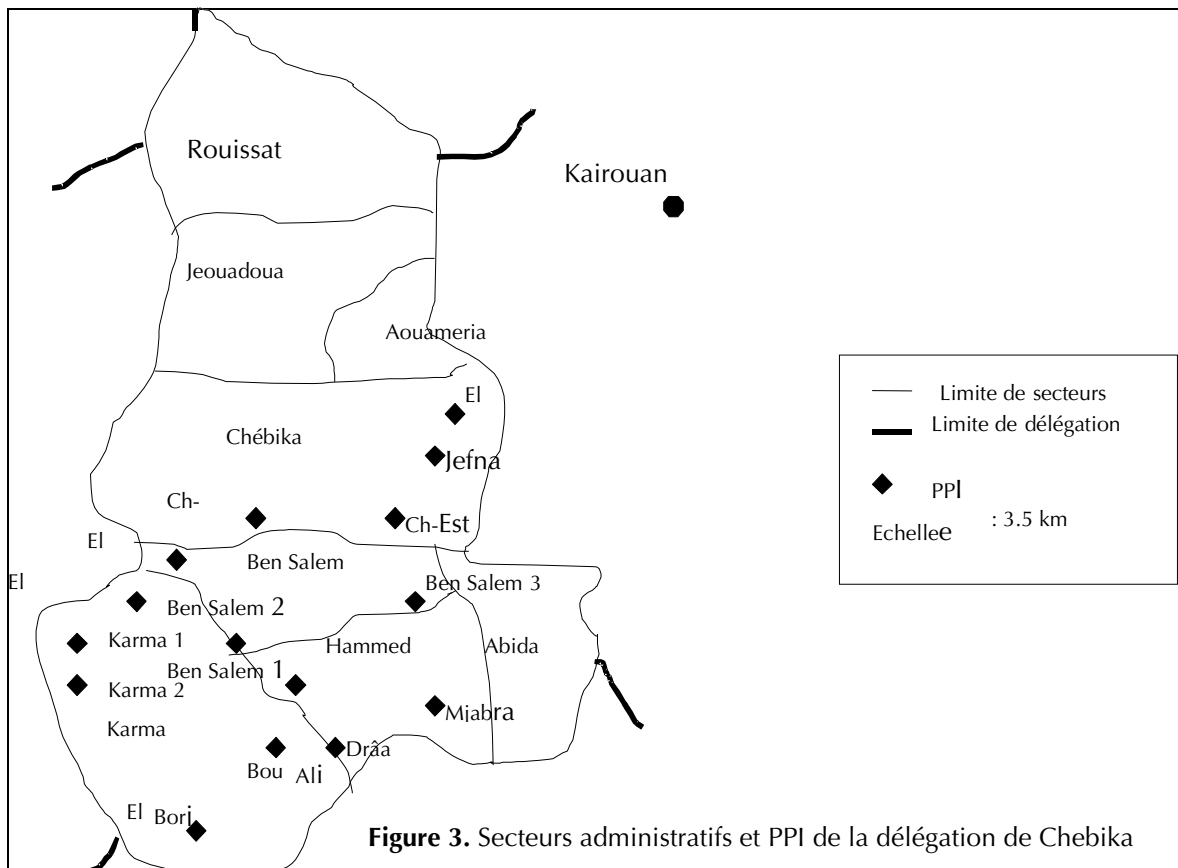 Rouissat
Kairouan
Jeouadoua
Aouameria
El
Chébika
Jefna
Ch-
Ch-Est
El
Ben Salem
El
Ben Salem 3
Ben Salem 2
Karma 1
Hammed
Abida
Ben Salem 1
Karma 2
Mjabra
Karma
Drâa
Bou Ali
El Borj
Limite de secteurs
Limite de délégation
PPI
Echellee : 3.5 km
Figure 3. Secteurs administratifs et PPI de la délégation de Chebika